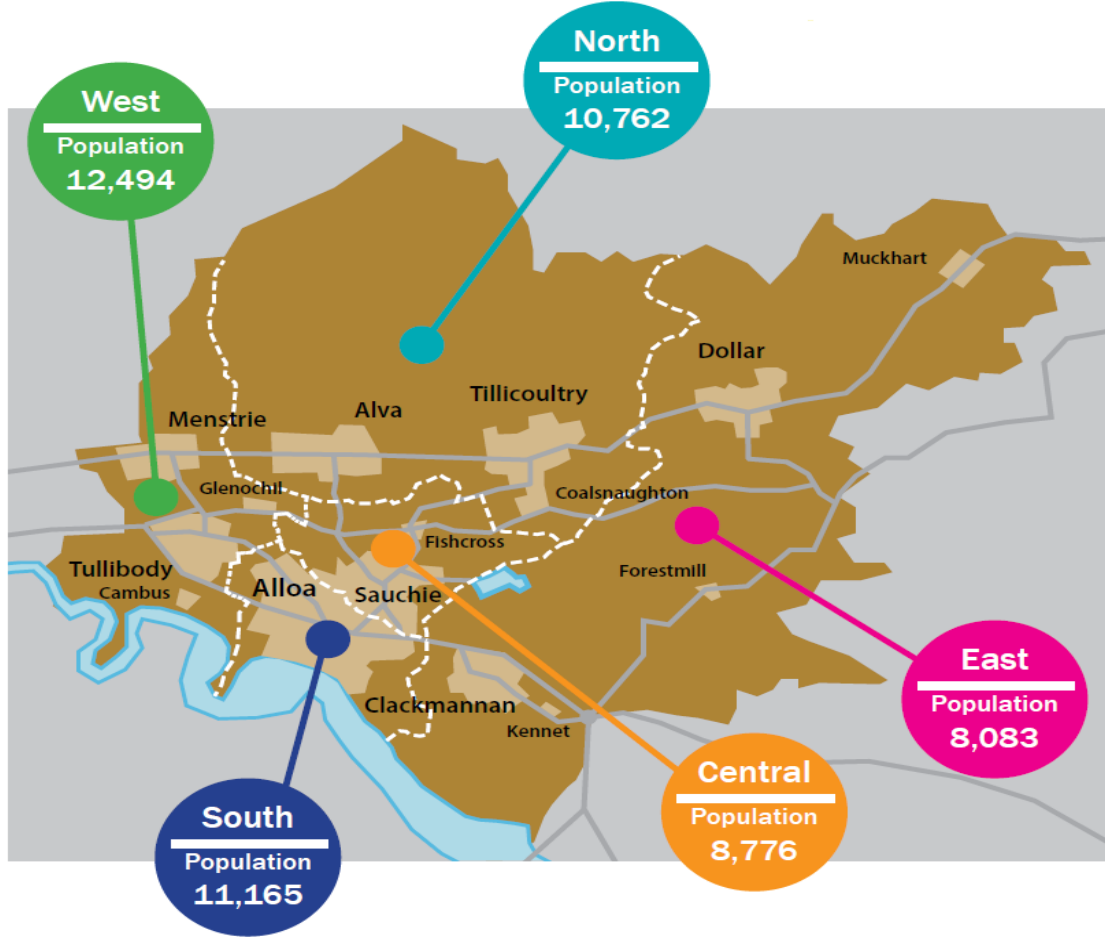 North
Population
10,762
West
Population
12,494
Muckhart
Dollar
Tillicoultry
Alva
Menstrie
Glenochil
Coalsnaughton
Fishcross
Forestmill
Tullibody
Cambus
Alloa
Sauchie
Clackmannan
Kennet
East
Population
8,083
Central
Population
8,776
South
Population
11,165